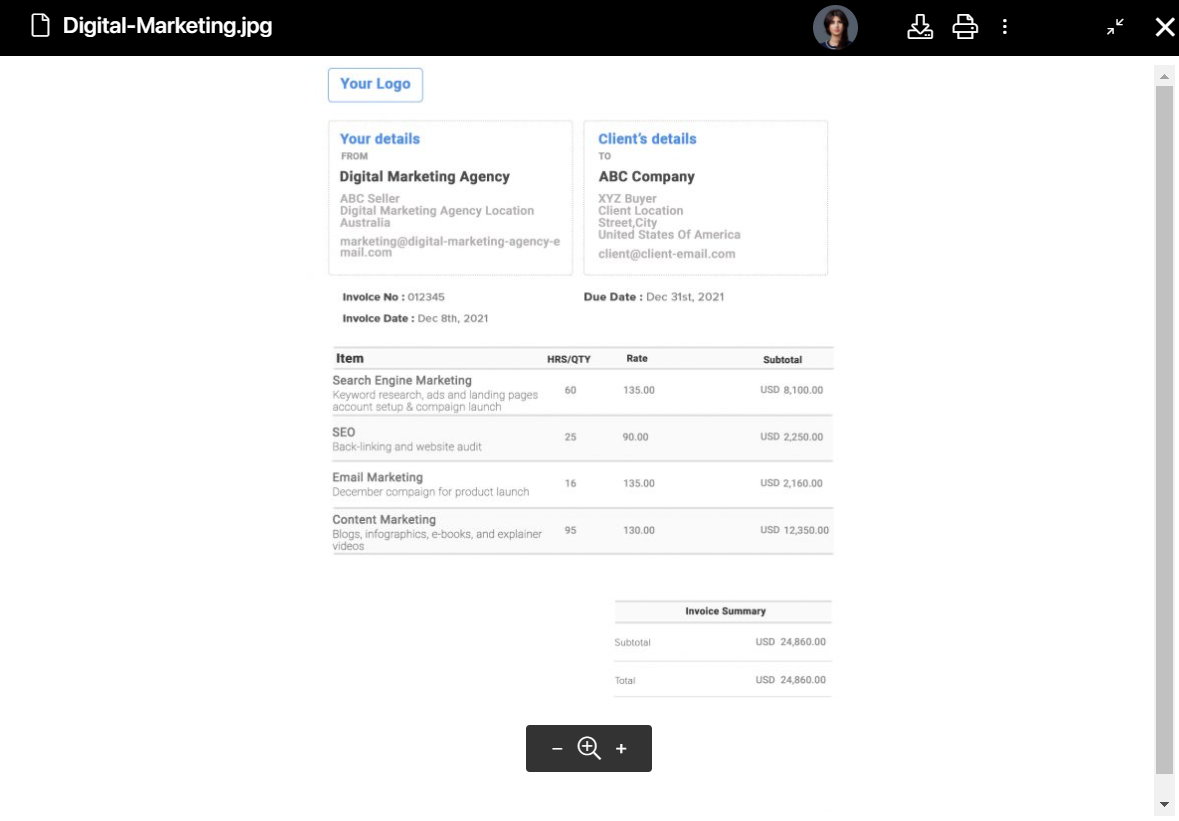 Digital-Marketing.jpg
Your Logo
Your details
FROM
Digital Marketing Agency
ABC Seller
Digital Marketing Agency Location
Australia
marketing@digital-marketing-agency-e
mail.com
Client's details
TO
ABC Company
XYZ Buyer
Client Location
Street,City
United States Of America
client@client-email.com
Invoice No : 012345
Due Date : Dec 31st, 2021
Invoice Date : Dec 8th, 2021
Item HRS/QTY Rate Subtotal
Search Engine Marketing
Keyword research, ads and landing pages
account setup & compaign launch
60 135.00 USD 8,100.00
SEO
Back-linking and website audit
25 90.00 USD 2,250.00
Email Marketing
December compaign for product launch
16 135.00 USD 2,160.00
Content Marketing
Blogs, infographics, e-books, and explainer
videos
95 130.00 USD 12,350.00
Invoice Summary
Subtotal USD 24,860.00
Total USD 24,860.00